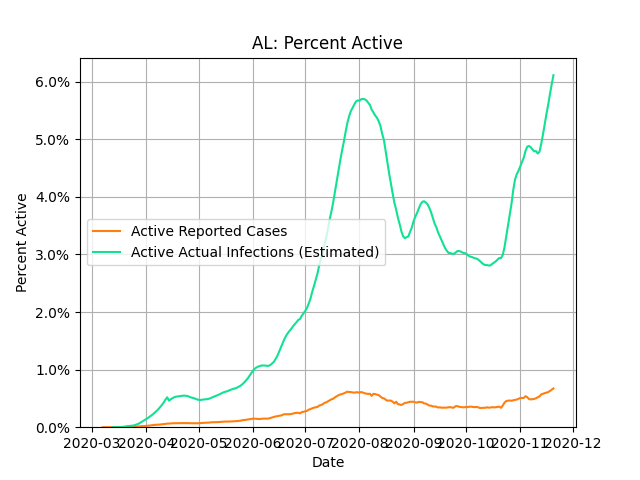 AL: Percent Active
6.0%
5.0%
4.0%
3.0%
2.0%
1.0%
0.0%
Percent Active
Active Reported Cases
Active Actual Infections (Estimated)
2020-03 2020-04 2020-05 2020-06 2020-07 2020-08 2020-09 2020-10 2020-11 2020-12
Date